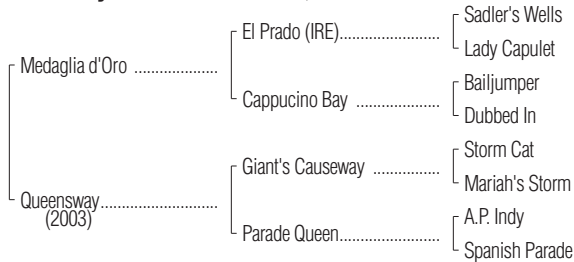 Sadler's Wells
El Prado (IRE)....................
Lady Capulet
Medaglia d'Oro ....................
Bailjumper
Cappucino Bay ....................
Dubbed In
Storm Cat
Giant's Causeway ................
Mariah's Storm
Queensway............................
(2003)
A.P. Indy
Parade Queen........................
Spanish Parade